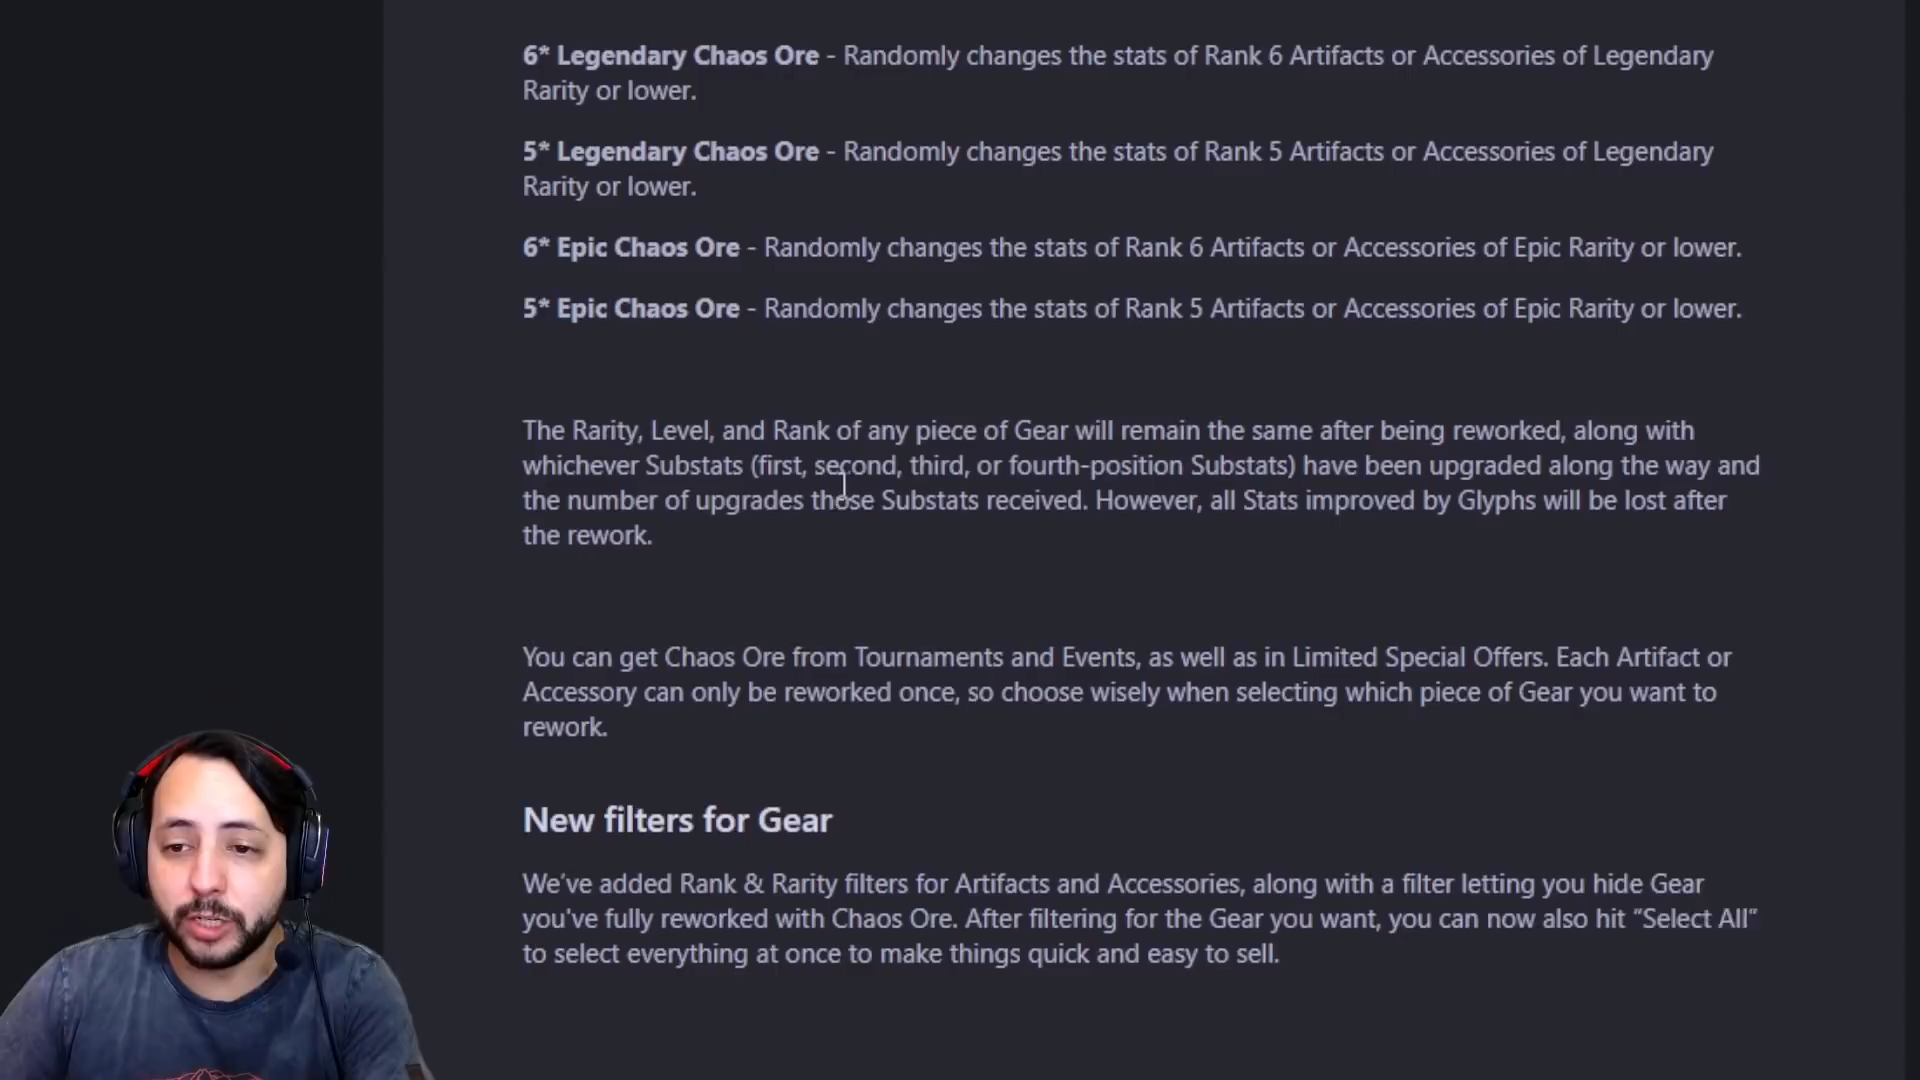 6* Legendary Chaos Ore - Randomly changes the stats of Rank 6 Artifacts or Accessories of Legendary
Rarity or lower.
5* Legendary Chaos Ore - Randomly changes the stats of Rank 5 Artifacts or Accessories of Legendary
Rarity or lower.
6* Epic Chaos Ore - Randomly changes the stats of Rank 6 Artifacts or Accessories of Epic Rarity or lower.
5* Epic Chaos Ore - Randomly changes the stats of Rank 5 Artifacts or Accessories of Epic Rarity or lower.
The Rarity, Level, and Rank of any piece of Gear will remain the same after being reworked, along with
whichever Substats (first, second, third, or fourth-position Substats) have been upgraded along the way and
the number of upgrades those Substats received. However, all Stats improved by Glyphs will be lost after
the rework.
You can get Chaos Ore from Tournaments and Events, as well as in Limited Special Offers. Each Artifact or
Accessory can only be reworked once, so choose wisely when selecting which piece of Gear you want to
rework.
New filters for Gear
We've added Rank & Rarity filters for Artifacts and Accessories, along with a filter letting you hide Gear
you've fully reworked with Chaos Ore. After filtering for the Gear you want, you can now also hit “Select All”
to select everything at once to make things quick and easy to sell.